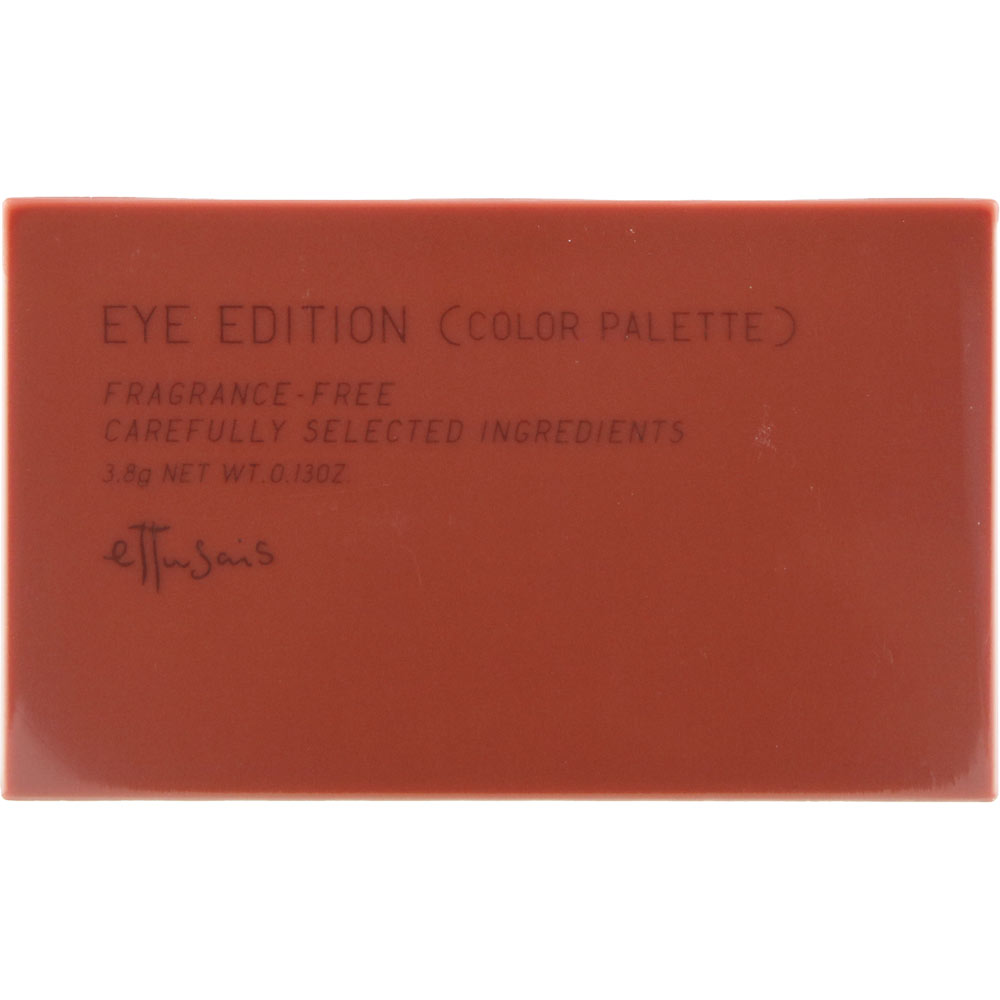 EYE EDITION (COLOR PALETTE)
FRAGRANCE-FREE
CAREFULLY SELECTED INGREDIENTS
3.8g NET WT.0.13OZ.
ettusais